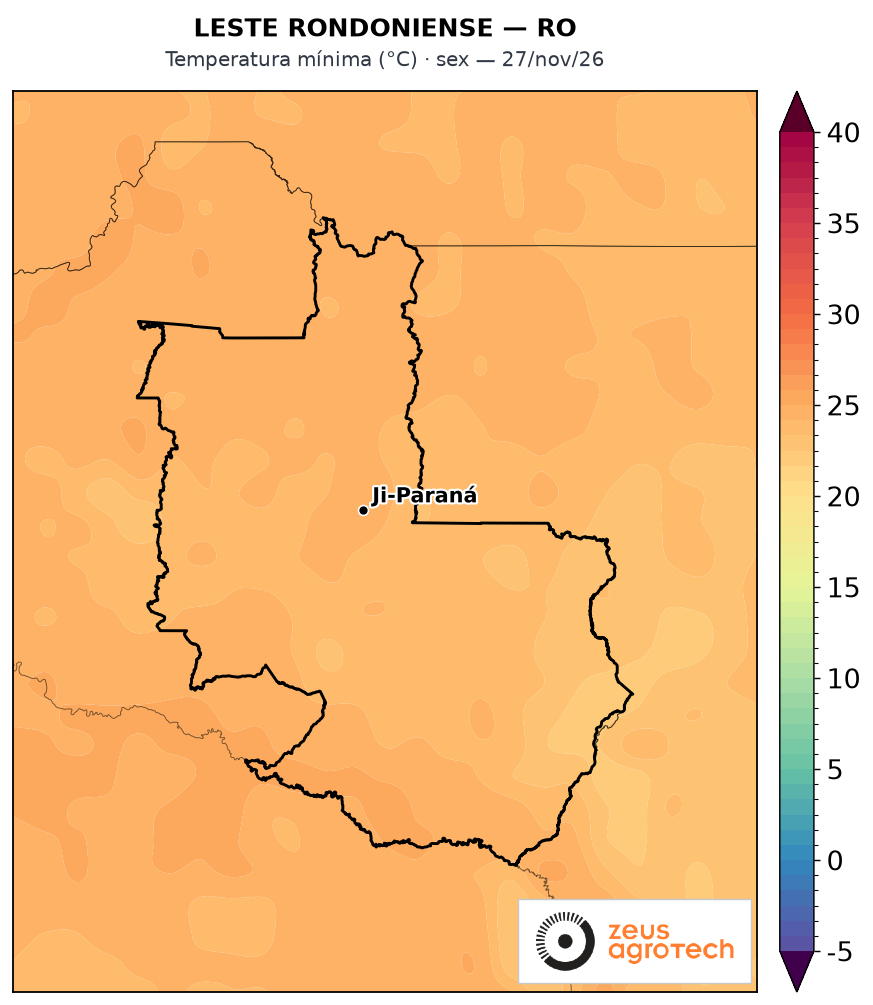 LESTE RONDONIENSE — RO
Temperatura mínima (°C) · sex — 27/nov/26
Ji-Paraná
40
35
30
25
20
15
10
5
0
-5
zeus
agrotech